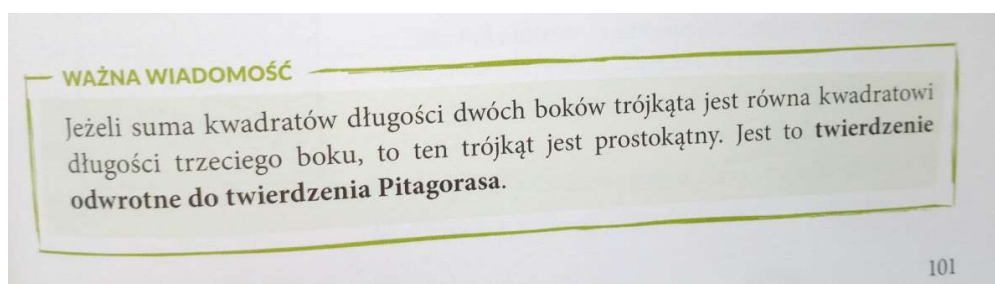 WAŻNA WIADOMOŚĆ
Jeżeli suma kwadratów długości dwóch boków trójkąta jest równa kwadratowi
długości trzeciego boku, to ten trójkąt jest prostokątny. Jest to twierdzenie
odwrotne do twierdzenia Pitagorasa.
101